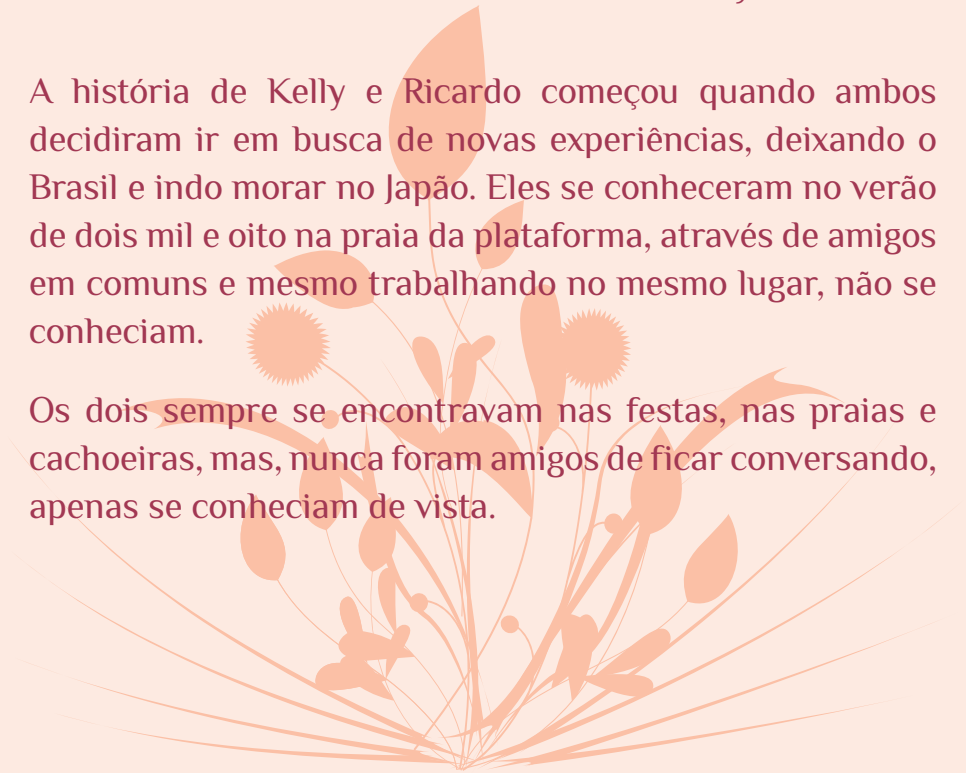 A história de Kelly e Ricardo começou quando ambos
decidiram ir em busca de novas experiências, deixando o
Brasil e indo morar no Japão. Eles se conheceram no verão
de dois mil e oito na praia da plataforma, através de amigos
em comuns e mesmo trabalhando no mesmo lugar, não se
conheciam.
Os dois sempre se encontravam nas festas, nas praias e
cachoeiras, mas, nunca foram amigos de ficar conversando,
apenas se conheciam de vista.